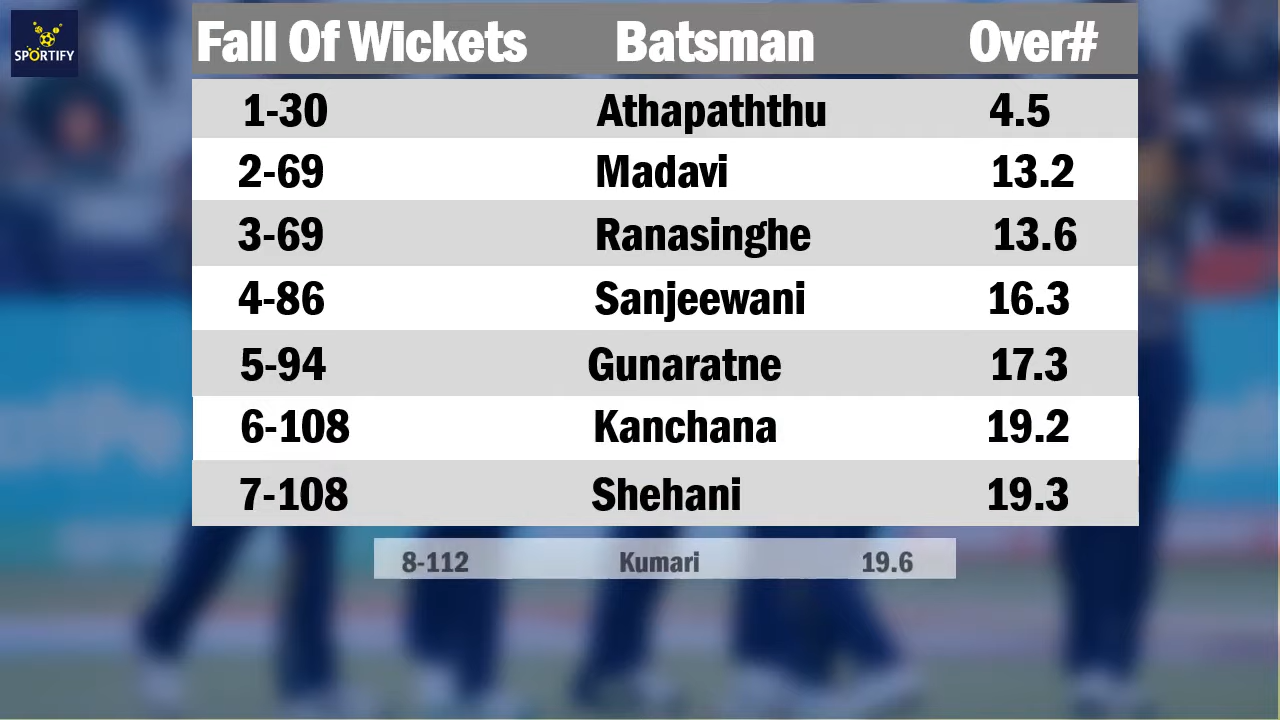 SPORTIFY
Fall Of Wickets Batsman Over#
1-30 Athapaththu 4.5
2-69 Madavi 13.2
3-69 Ranasinghe 13.6
4-86 Sanjeewani 16.3
5-94 Gunaratne 17.3
6-108 Kanchana 19.2
7-108 Shehani 19.3
8-112 Kumari 19.6